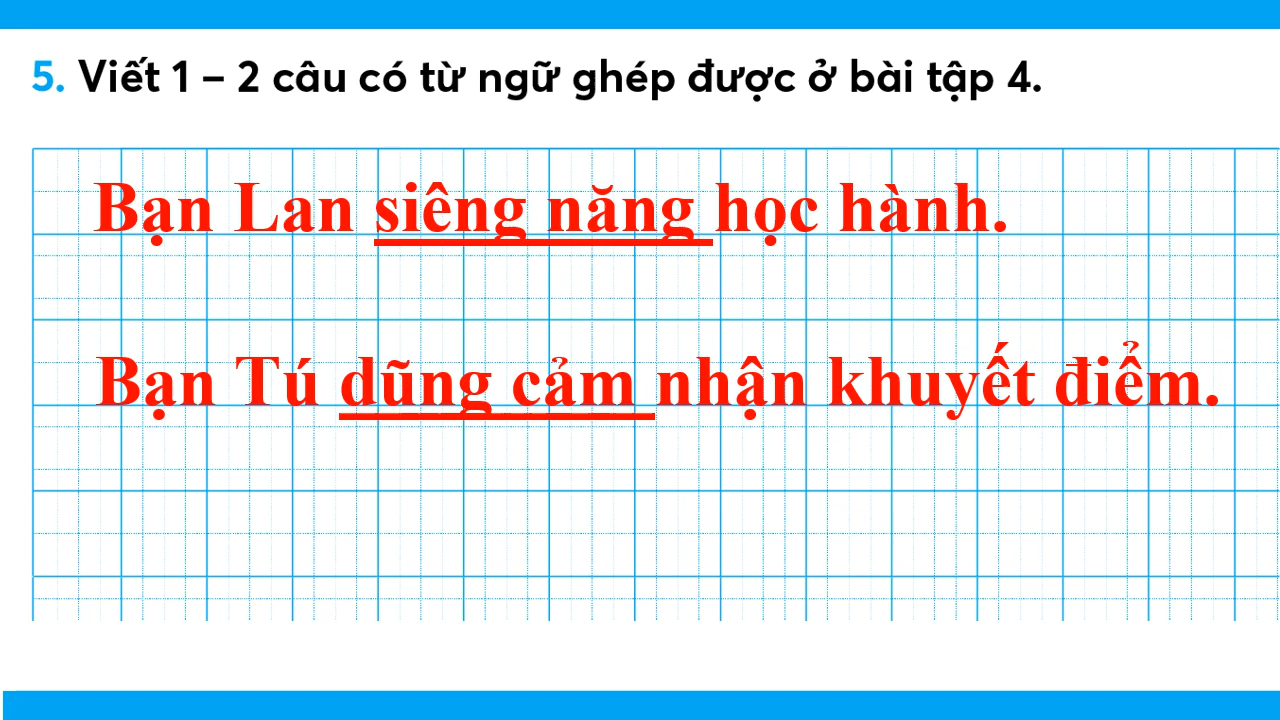 5. Viết 1 – 2 câu có từ ngữ ghép được ở bài tập 4.
Bạn Lan siêng năng học hành.
Bạn Tú dũng cảm nhận khuyết điểm.